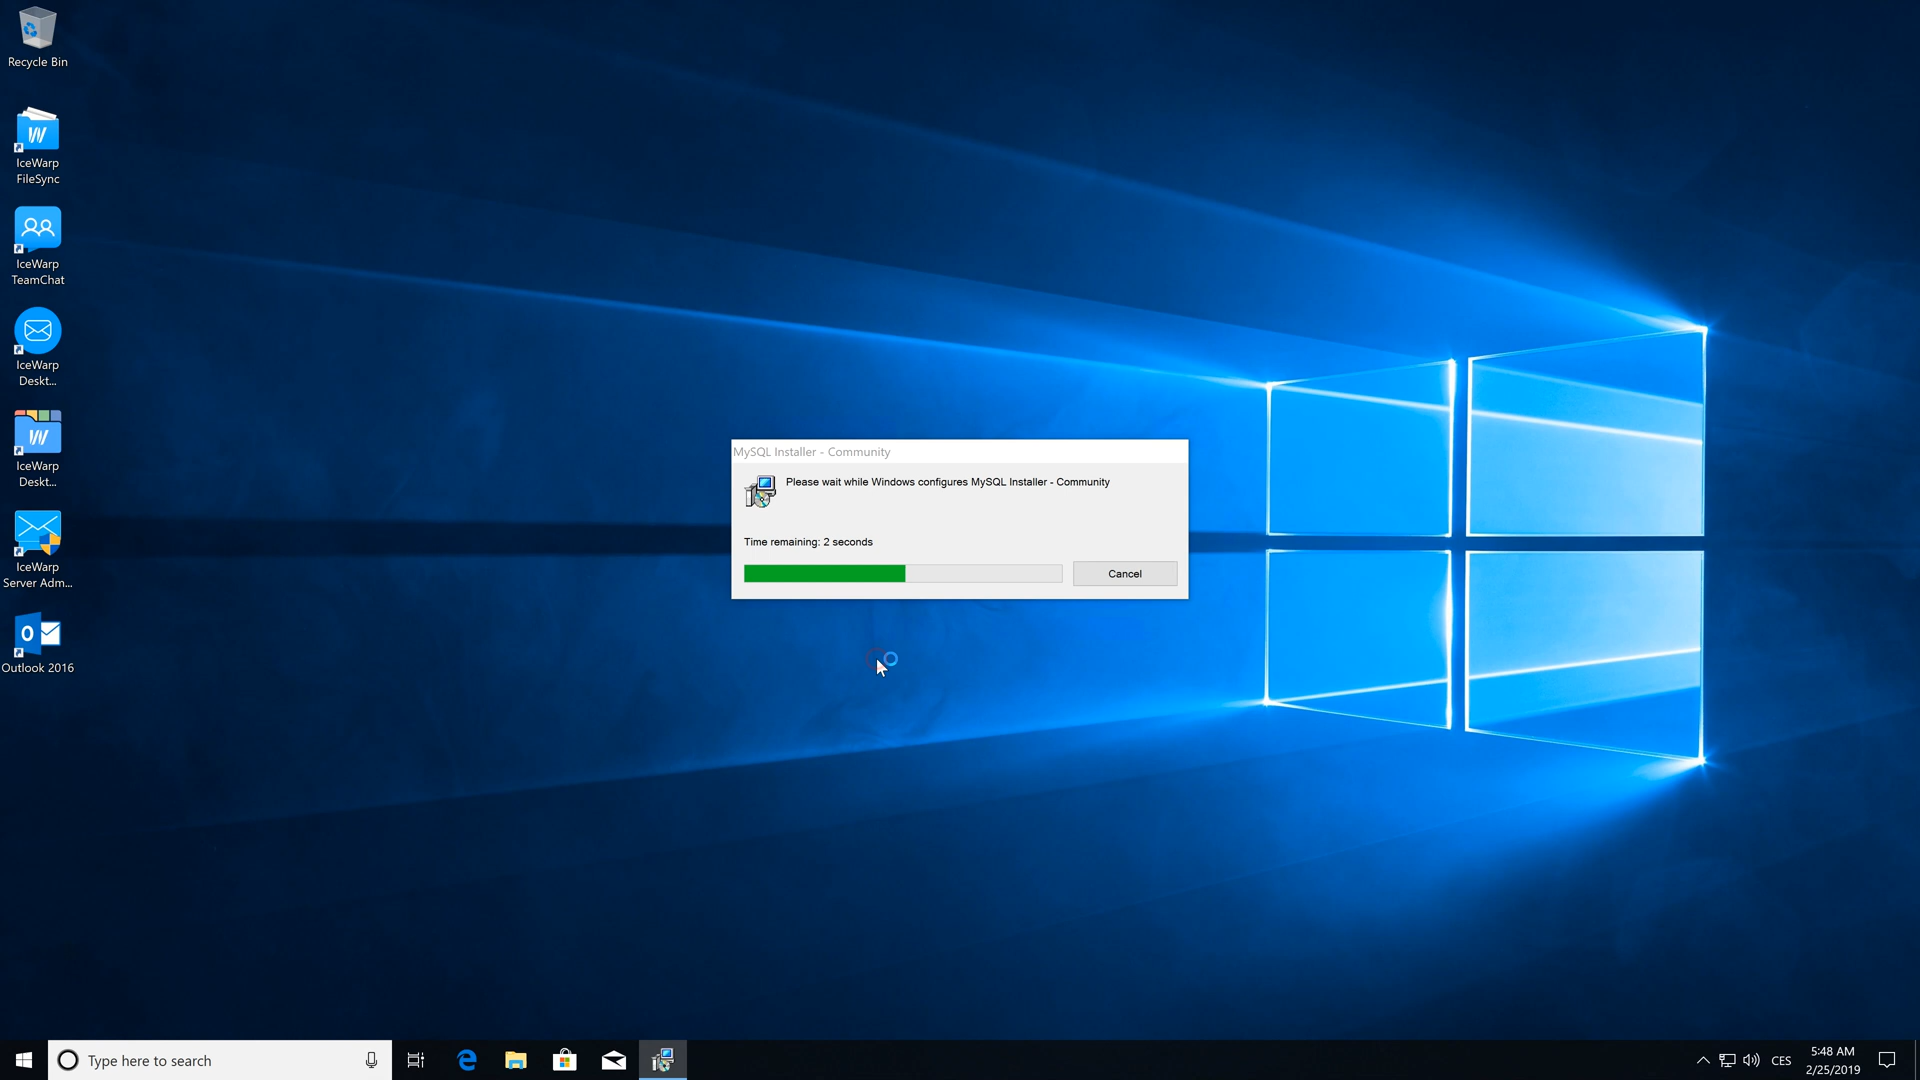 Recycle Bin
IceWarp
FileSync
IceWarp
TeamChat
IceWarp
Deskt...
IceWarp
Deskt...
IceWarp
Server Adm...
Outlook 2016
MySQL Installer - Community
Please wait while Windows configures MySQL Installer - Community
Time remaining: 2 seconds
Cancel
Type here to search
CES
5:48 AM
2/25/2019